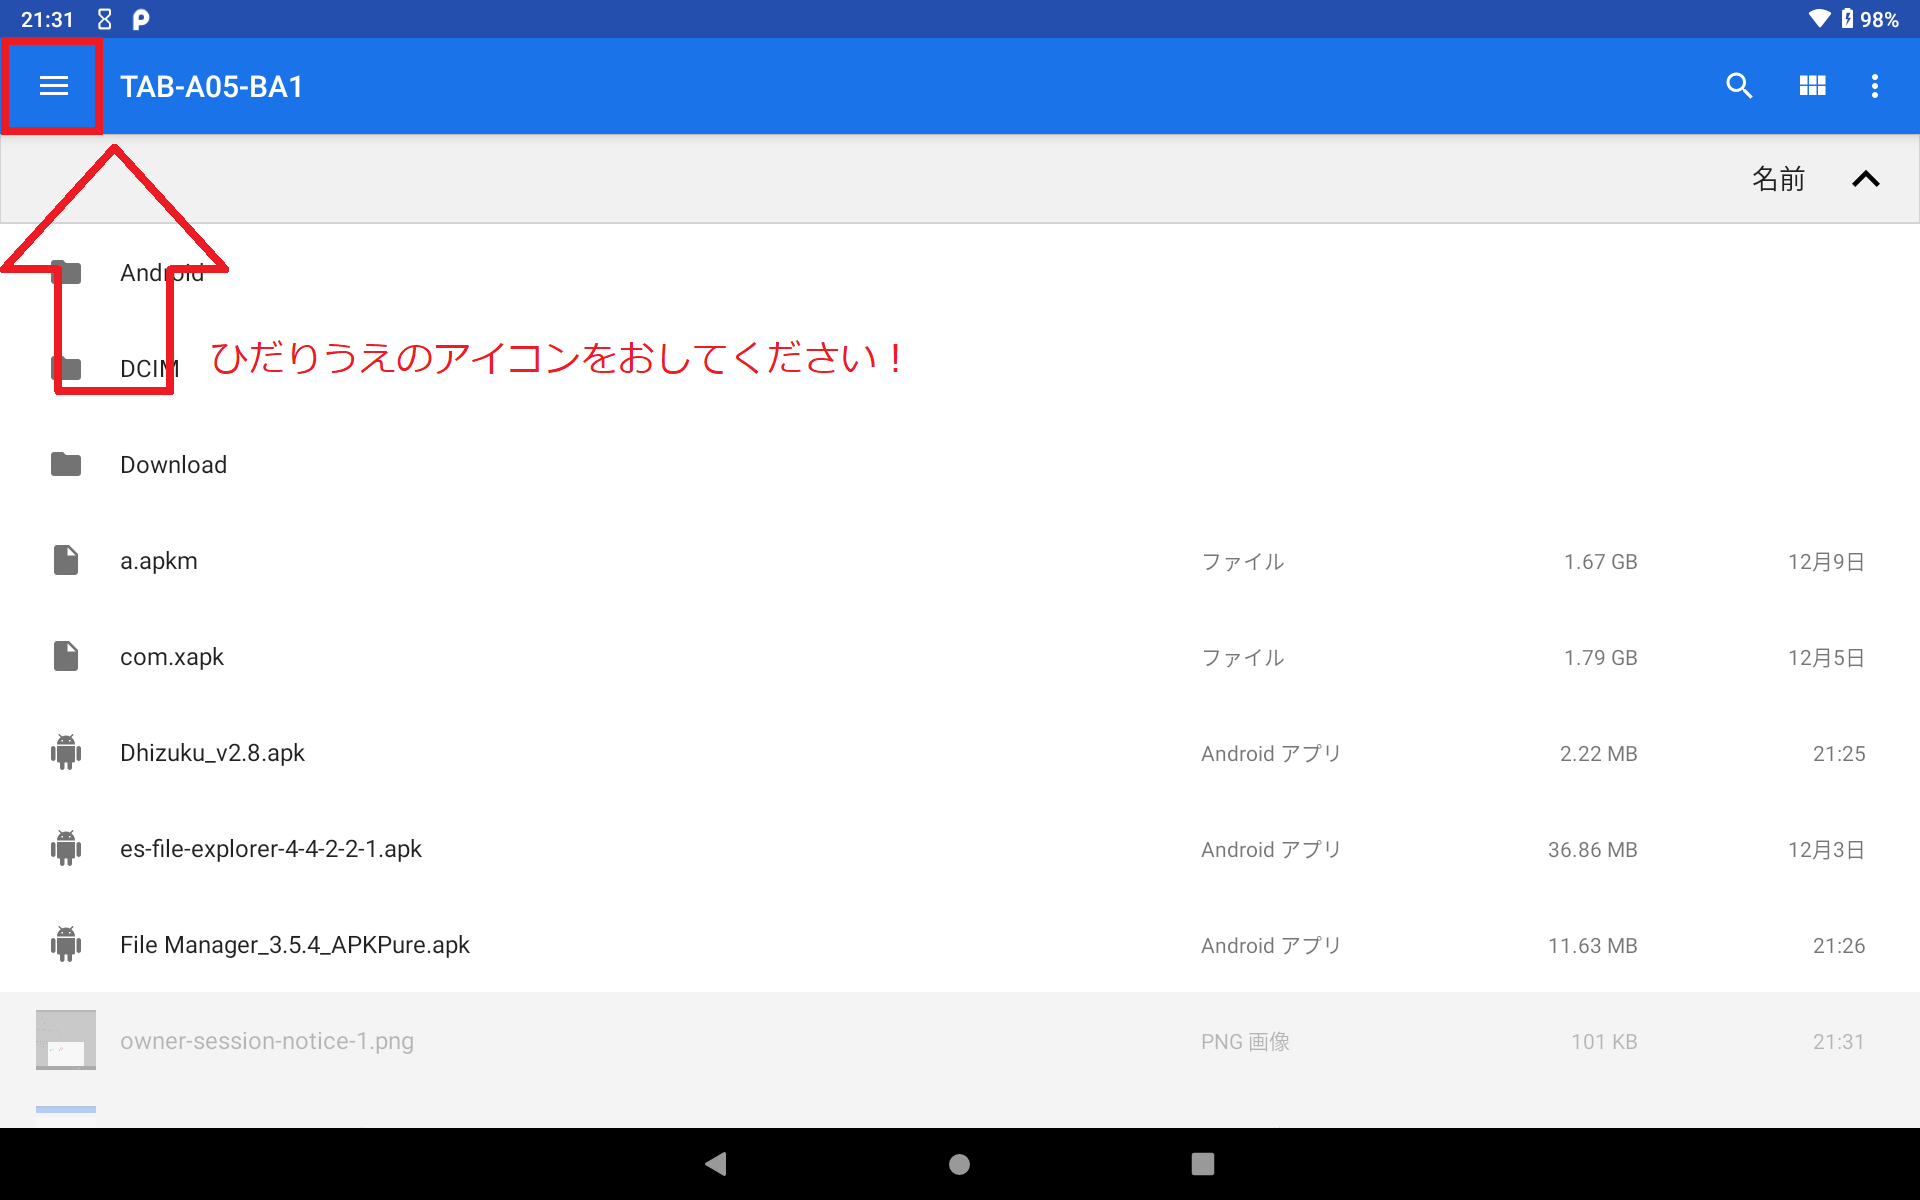 21:31
98%
TAB-A05-BA1
名前
Android
DCIM
ひだりうえのアイコンをおしてください！
Download
a.apkm ファイル 1.67 GB 12月9日
com.xapk ファイル 1.79 GB 12月5日
Dhizuku_v2.8.apk Android アプリ 2.22 MB 21:25
es-file-explorer-4-4-2-2-1.apk Android アプリ 36.86 MB 12月3日
File Manager_3.5.4_APKPure.apk Android アプリ 11.63 MB 21:26
owner-session-notice-1.png PNG 画像 101 KB 21:31